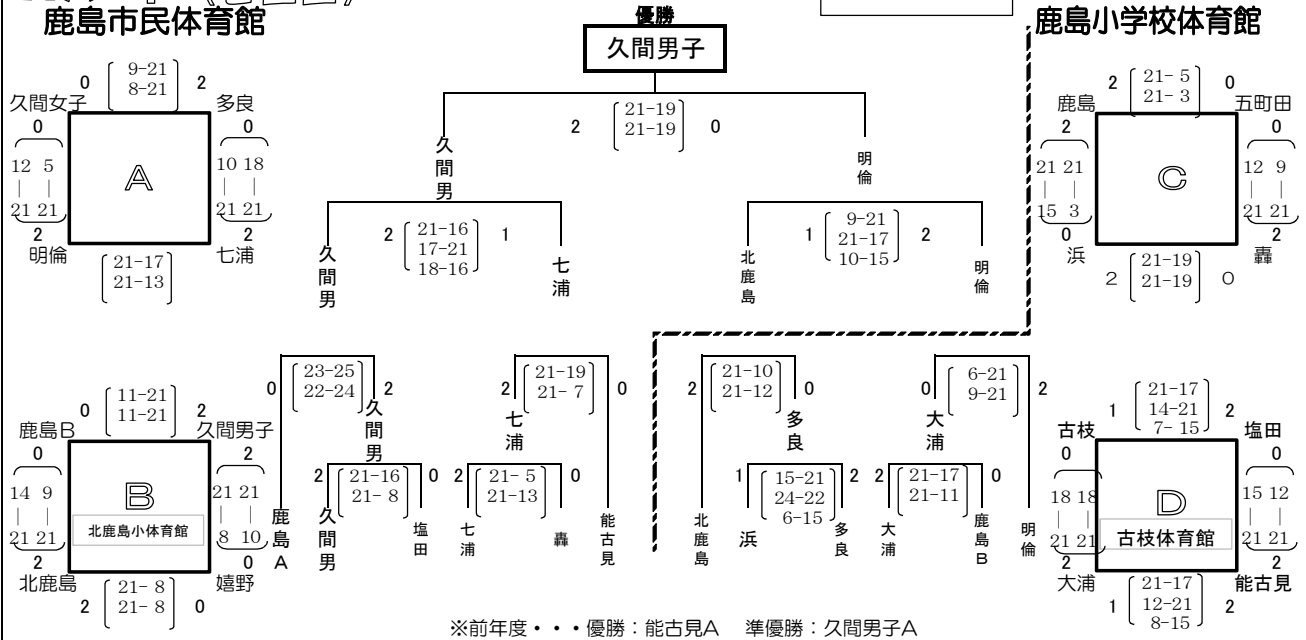 鹿島市民体育館
優勝
久間男子
鹿島小学校体育館
0 9-21 2
8-21
久間女子 多良
0 0
12 5 10 18
| | | |
21 21 21 21
A
2 2
明倫 七浦
21-17
21-13
2 21-19 0
21-19
久間男 明倫
2 21-16 1
17-21
18-16
久間男 七浦
1 9-21 2
21-17
10-15
北鹿島 明倫
2 21- 5 0
21- 3
鹿島 五町田
2 0
21 21 12 9
| | | |
15 3 21 21
C
0 2
浜 轟
2 21-19 0
21-19
0 11-21 2
11-21
鹿島B 久間男子
0 2
14 9 21 21
| | | |
21 21 8 10
B
北鹿島小体育館
2 0
北鹿島 嬉野
2 21- 8 0
21- 8
0 23-25 2
22-24
久間男
2 21-16 0
21- 8
鹿島A 久間男 塩田
2 21-19 0
21- 7
七浦
2 21- 5 0
21-13
七浦 轟 能古見
2 21-10 0
21-12
多良
1 15-21 2
24-22
6-15
北鹿島 浜 多良
0 6-21 2
9-21
大浦
2 21-17 0
21-11
大浦 鹿島B 明倫
1 21-17 2
14-21
7- 15
古枝 塩田
0 0
18 18 15 12
| | | |
21 21 21 21
D
古枝体育館
2 2
大浦 能古見
1 21-17 2
12-21
8-15
※前年度・・・優勝：能古見A 準優勝：久間男子A